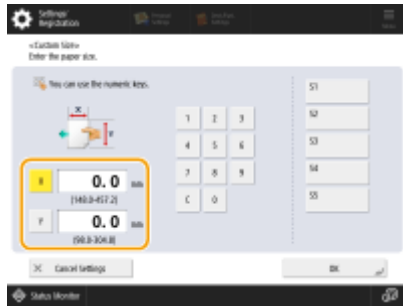 Settings/
Registration
<Custom Size>
Enter the paper size.
You can use the numeric keys.
X
Y
1 2 3
4 5 6
7 8 9
C 0
S1
S2
S3
S4
S5
X 0.0 mm
(148.0-457.2)
Y 0.0 mm
(98.0-304.8)
Cancel Settings
OK
Status Monitor